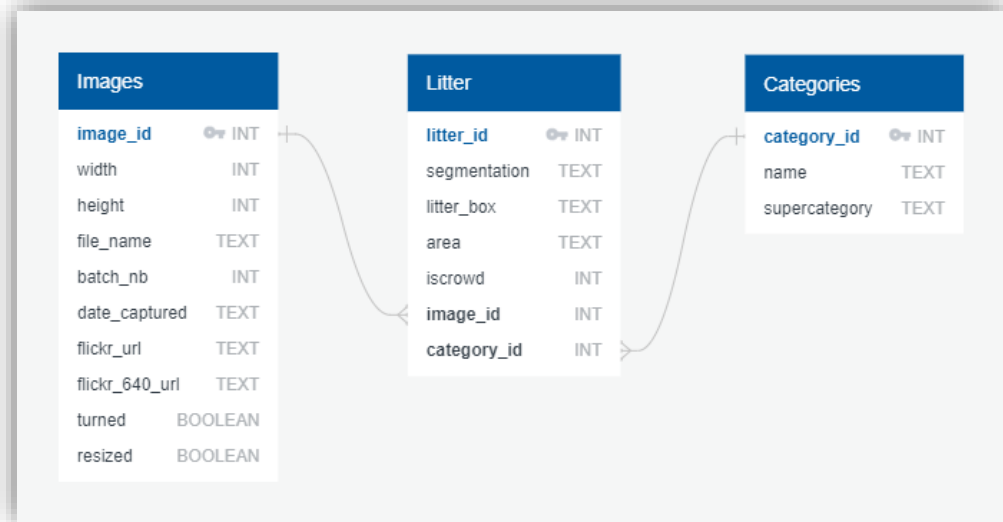 Images
image_id INT
width INT
height INT
file_name TEXT
batch_nb INT
date_captured TEXT
flickr_url TEXT
flickr_640_url TEXT
turned BOOLEAN
resized BOOLEAN
Litter
litter_id INT
segmentation TEXT
litter_box TEXT
area TEXT
iscrowd INT
image_id INT
category_id INT
Categories
category_id INT
name TEXT
supercategory TEXT